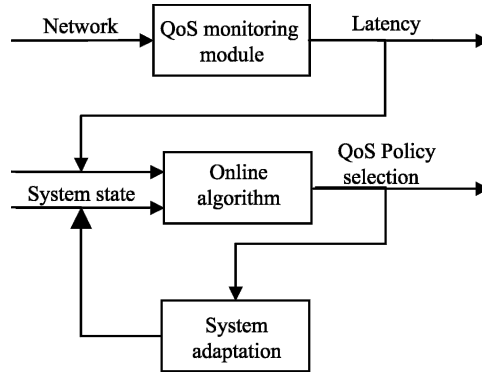 Network
QoS monitoring
module
Latency
System state
Online
algorithm
QoS Policy
selection
System
adaptation